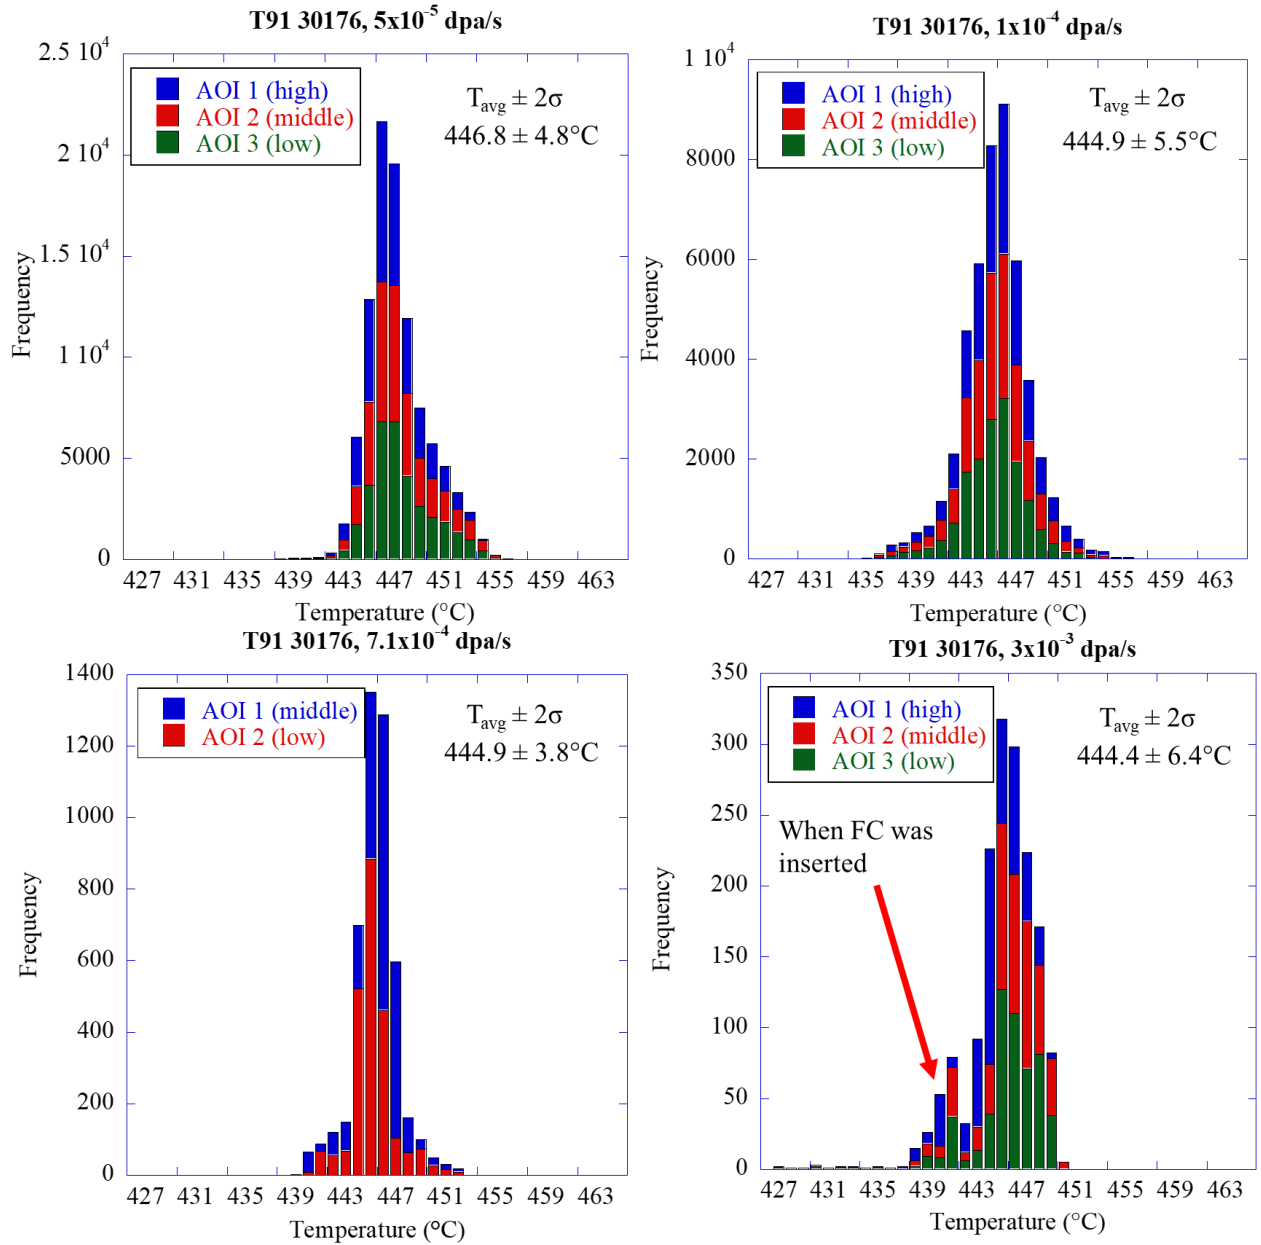 T91 30176, 5x10⁻⁵ dpa/s
2.5 10⁴
2 10⁴
1.5 10⁴
1 10⁴
5000
0
Frequency
AOI 1 (high)
AOI 2 (middle)
AOI 3 (low)
Tavg ± 2σ
446.8 ± 4.8°C
427 431 435 439 443 447 451 455 459 463
Temperature (°C)
T91 30176, 1x10⁻⁴ dpa/s
1 10⁴
8000
6000
4000
2000
0
Frequency
AOI 1 (high)
AOI 2 (middle)
AOI 3 (low)
Tavg ± 2σ
444.9 ± 5.5°C
427 431 435 439 443 447 451 455 459 463
Temperature (°C)
T91 30176, 7.1x10⁻⁴ dpa/s
1400
1200
1000
800
600
400
200
0
Frequency
AOI 1 (middle)
AOI 2 (low)
Tavg ± 2σ
444.9 ± 3.8°C
427 431 435 439 443 447 451 455 459 463
Temperature (°C)
T91 30176, 3x10⁻³ dpa/s
350
300
250
200
150
100
50
0
Frequency
AOI 1 (high)
AOI 2 (middle)
AOI 3 (low)
Tavg ± 2σ
444.4 ± 6.4°C
When FC was
inserted
427 431 435 439 443 447 451 455 459 463
Temperature (°C)